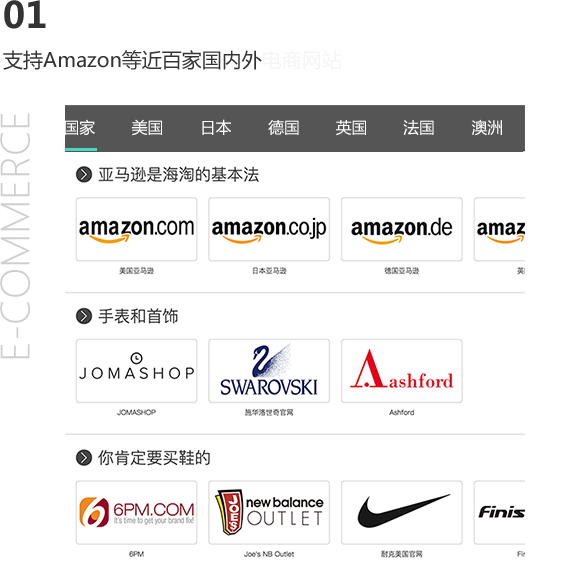 01
支持Amazon等近百家国内外电商网站
E-COMMERCE
国家 美国 日本 德国 英国 法国 澳洲
亚马逊是海淘的基本法
amazon.com amazon.co.jp amazon.de amaz
美国亚马逊 日本亚马逊 德国亚马逊 英
手表和首饰
JOMASHOP SWAROVSKI Ashford
JOMASHOP 施华洛世奇官网 Ashford
你肯定要买鞋的
6PM.COM
It's time to get your brand fix!
JOE'S new balance OUTLET
Finis
6PM Joe's NB Outlet 耐克美国官网 Fin